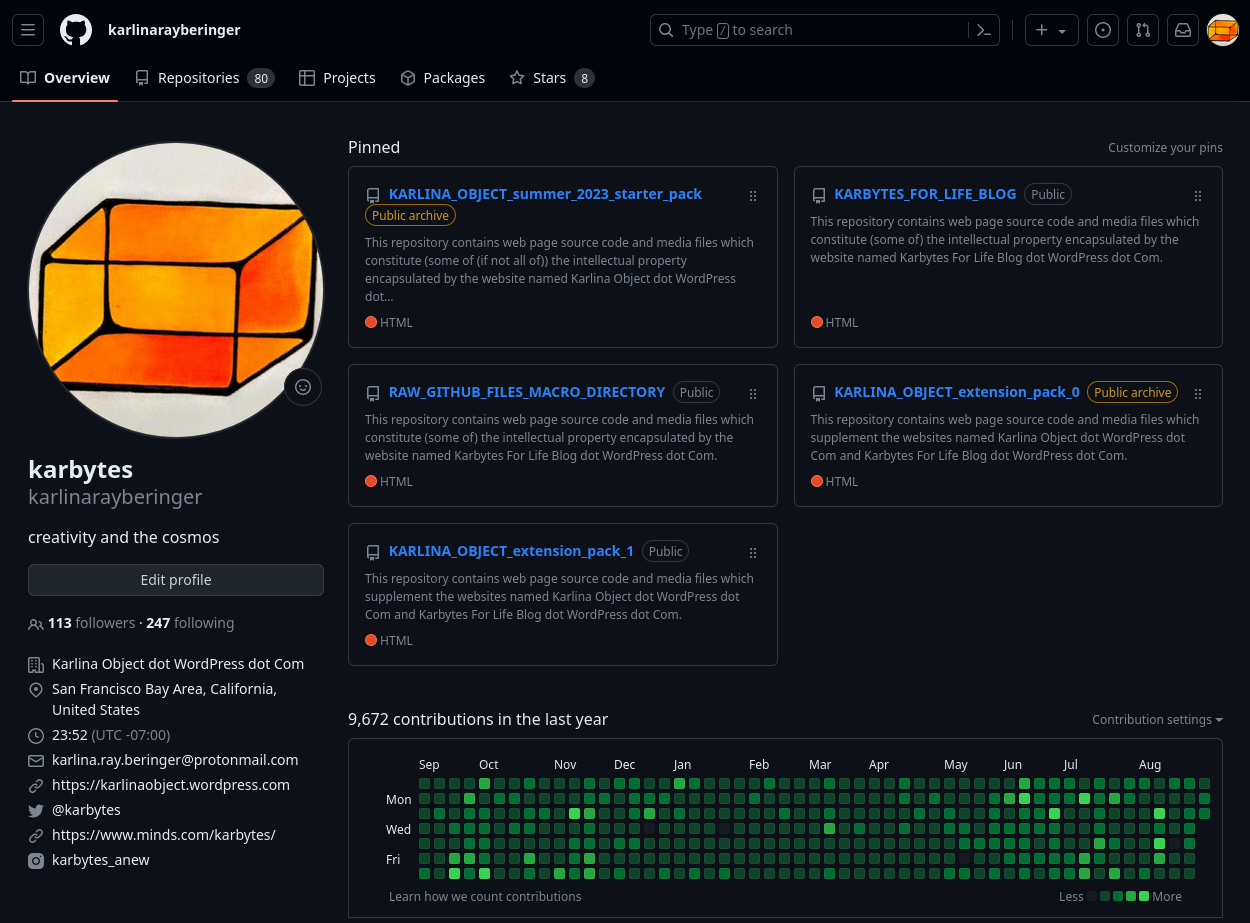 karlinarayberinger
Type / to search
Overview
Repositories 80
Projects
Packages
Stars 8
karbytes
karlinarayberinger
creativity and the cosmos
Edit profile
113 followers · 247 following
Karlina Object dot WordPress dot Com
San Francisco Bay Area, California,
United States
23:52 (UTC -07:00)
karlina.ray.beringer@protonmail.com
https://karlinaobject.wordpress.com
@karbytes
https://www.minds.com/karbytes/
karbytes_anew
Pinned
Customize your pins
KARLINA_OBJECT_summer_2023_starter_pack
Public archive
This repository contains web page source code and media files which
constitute (some of (if not all of)) the intellectual property
encapsulated by the website named Karlina Object dot WordPress
dot...
HTML
KARBYTES_FOR_LIFE_BLOG Public
This repository contains web page source code and media files which
constitute (some of) the intellectual property encapsulated by the
website named Karbytes For Life Blog dot WordPress dot Com.
HTML
RAW_GITHUB_FILES_MACRO_DIRECTORY Public
This repository contains web page source code and media files which
constitute (some of) the intellectual property encapsulated by the
website named Karbytes For Life Blog dot WordPress dot Com.
HTML
KARLINA_OBJECT_extension_pack_0 Public archive
This repository contains web page source code and media files which
supplement the websites named Karlina Object dot WordPress dot
Com and Karbytes For Life Blog dot WordPress dot Com.
HTML
KARLINA_OBJECT_extension_pack_1 Public
This repository contains web page source code and media files which
supplement the websites named Karlina Object dot WordPress dot
Com and Karbytes For Life Blog dot WordPress dot Com.
HTML
9,672 contributions in the last year
Contribution settings
Sep Oct Nov Dec Jan Feb Mar Apr May Jun Jul Aug
Mon
Wed
Fri
Learn how we count contributions
Less More